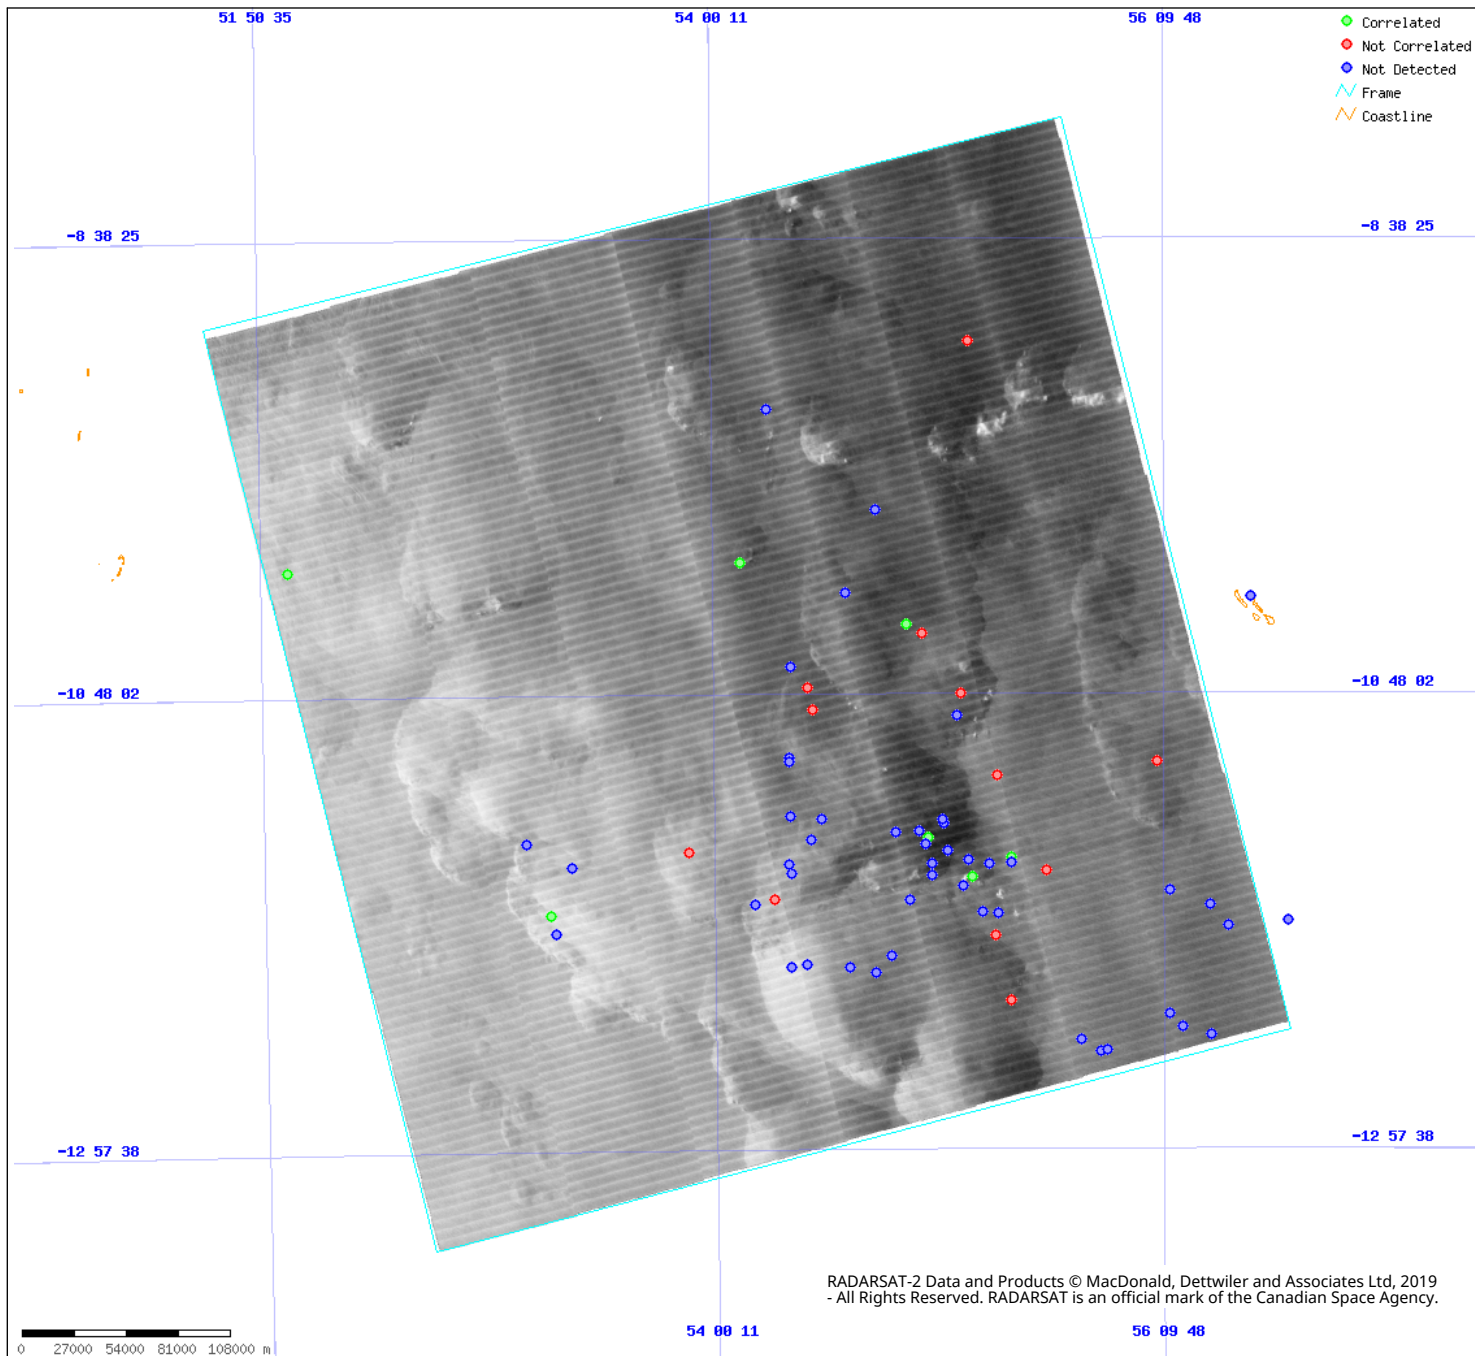 51 50 35 54 00 11 56 09 48
Correlated
Not Correlated
Not Detected
Frame
Coastline
-8 38 25 -8 38 25
-10 48 02 -10 48 02
-12 57 38 -12 57 38
RADARSAT-2 Data and Products © MacDonald, Dettwiler and Associates Ltd, 2019
- All Rights Reserved. RADARSAT is an official mark of the Canadian Space Agency.
54 00 11 56 09 48
0 27000 54000 81000 108000 m